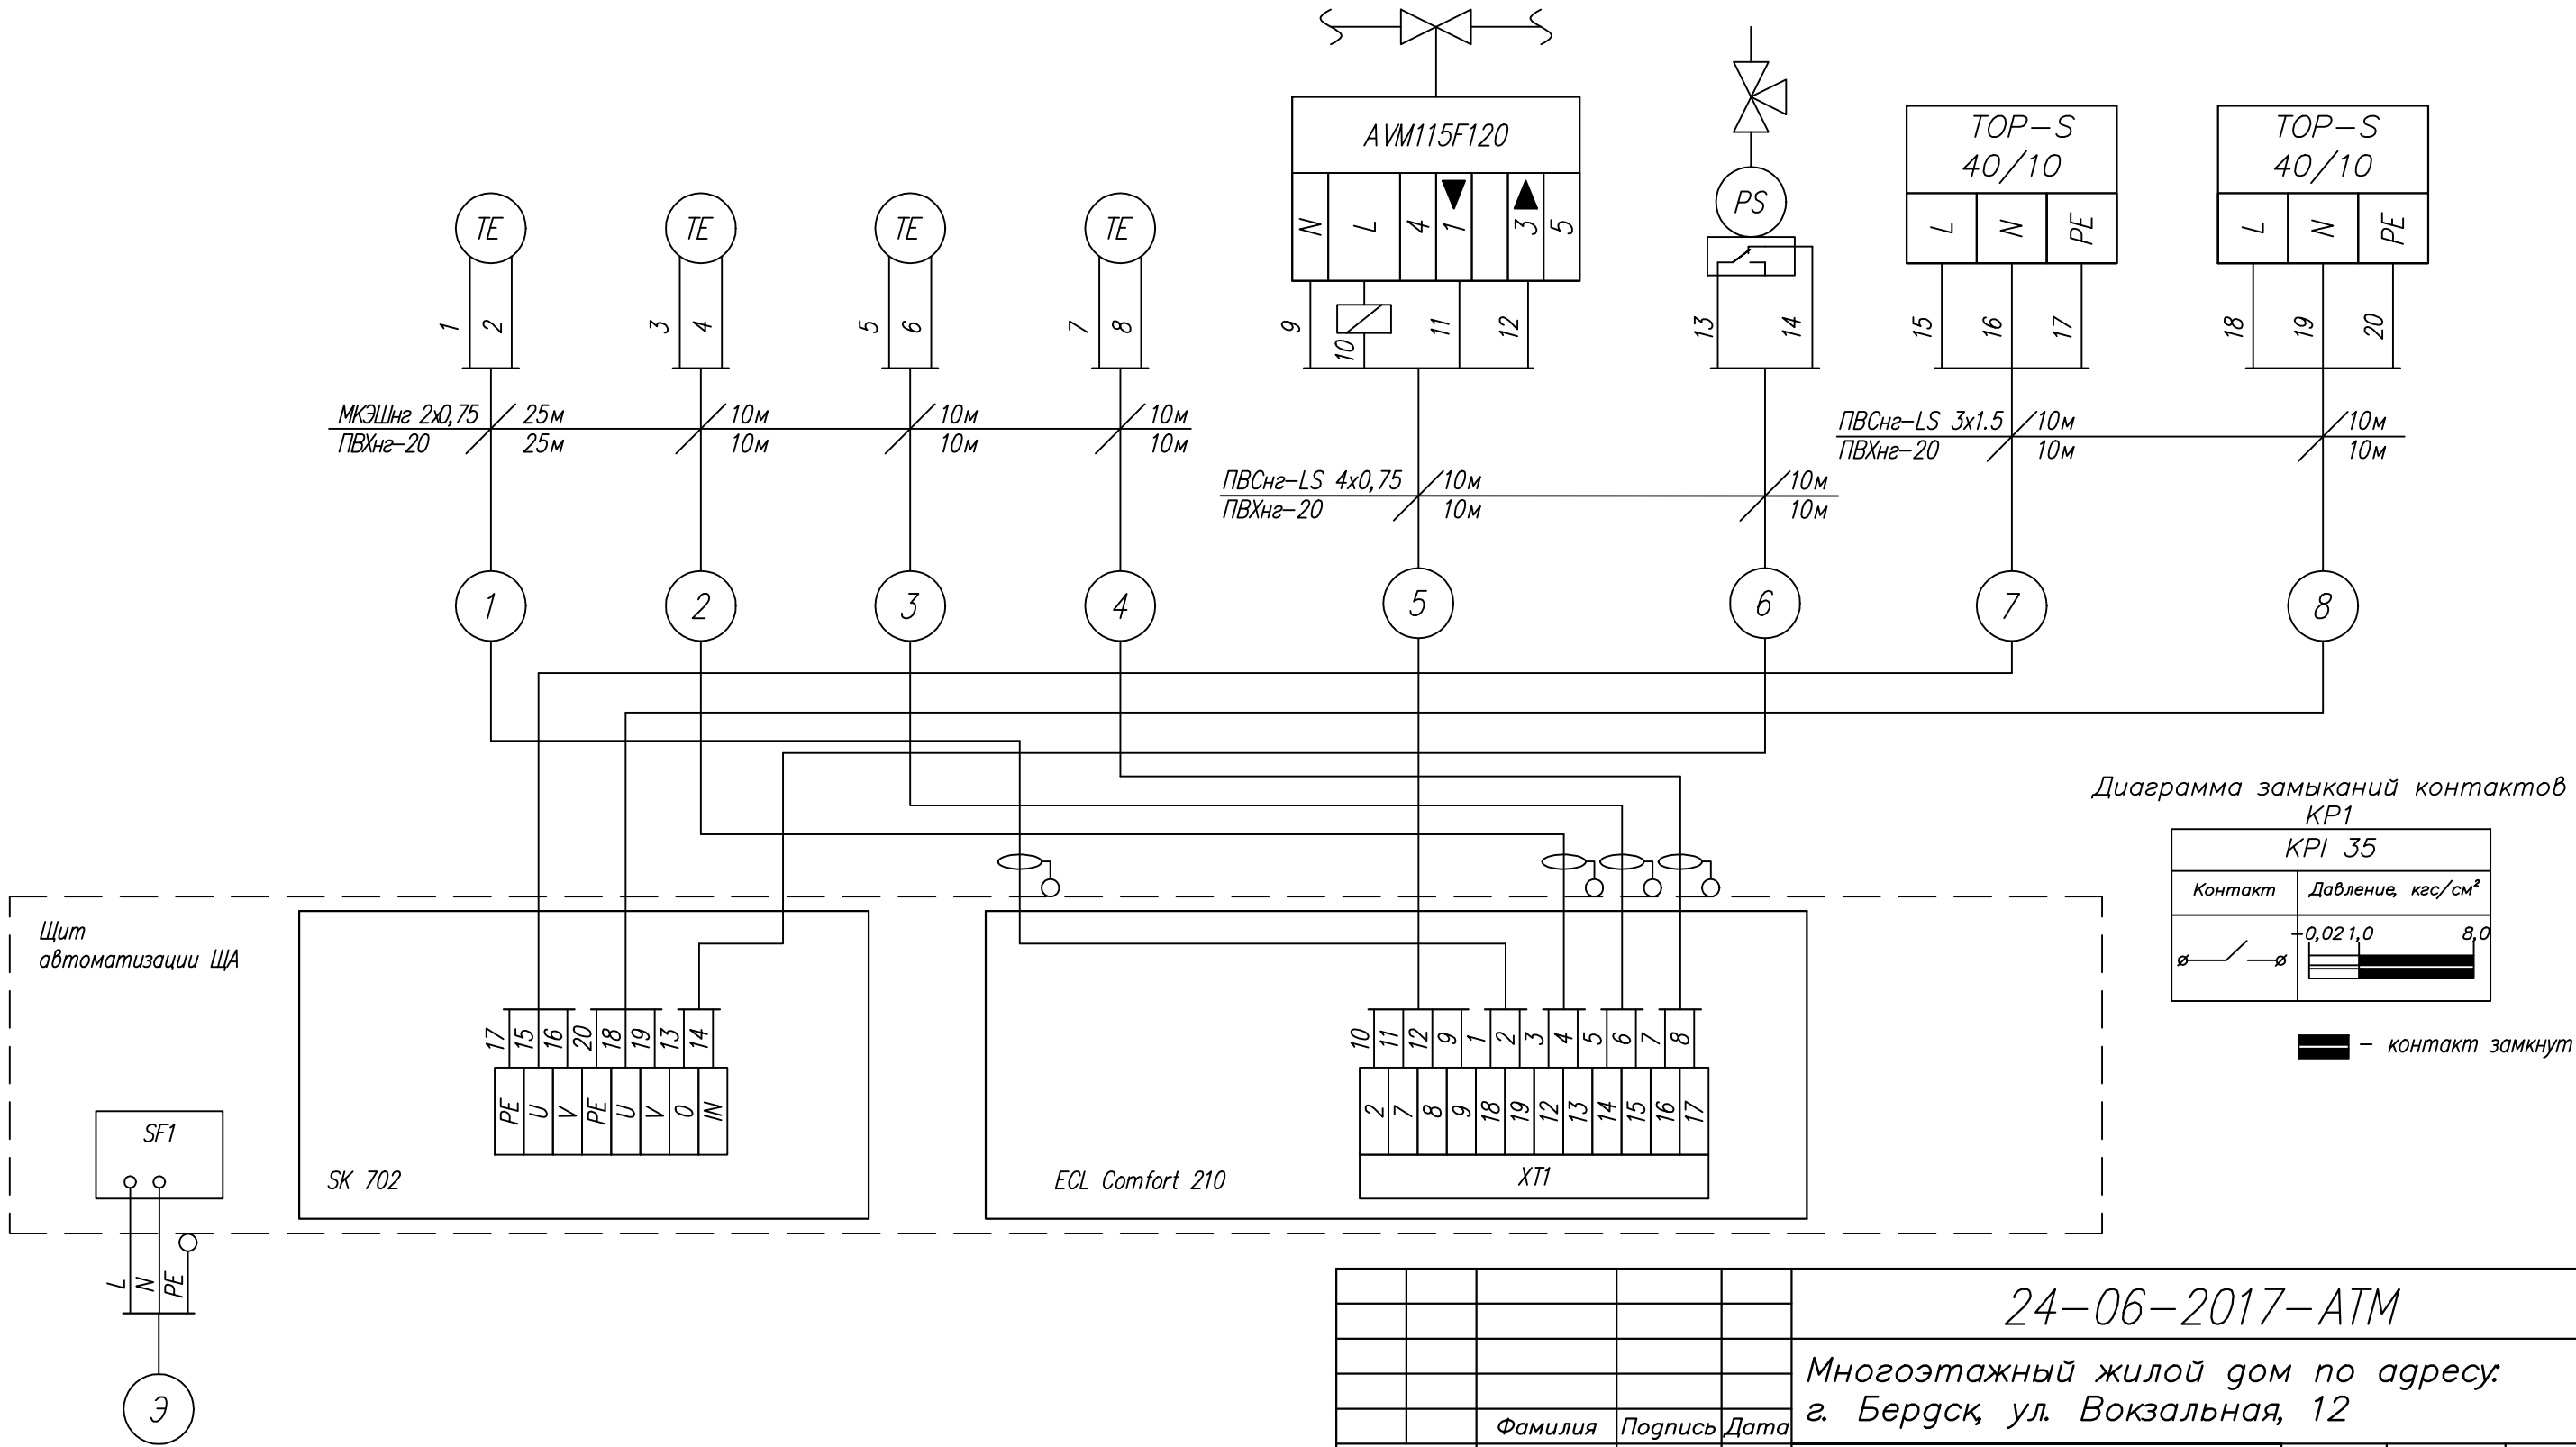 AVM115F120
N L 4 1 3 5
PS
TOP-S
40/10
L N PE
TOP-S
40/10
L N PE
TE TE TE TE
1 2 3 4 5 6 7 8 9 10 11 12 13 14 15 16 17 18 19 20
МКЭШнг 2х0,75 25м 10м 10м 10м
ПВХнг-20 25м 10м 10м 10м
ПВСнг-LS 4х0,75 10м 10м
ПВХнг-20 10м 10м
ПВСнг-LS 3х1.5 10м 10м
ПВХнг-20 10м 10м
1 2 3 4 5 6 7 8
Диаграмма замыканий контактов
КР1
KPI 35
Контакт Давление, кгс/см²
-0,02 1,0 8,0
- контакт замкнут
Щит
автоматизации ЩА
17 15 16 20 18 19 13 14
PE U V PE U V 0 IN
SK 702
10 11 12 9 1 2 3 4 5 6 7 8
2 7 8 9 18 19 12 13 14 15 16 17
XT1
ECL Comfort 210
SF1
L N PE
Э
24-06-2017-АТМ
Многоэтажный жилой дом по адресу:
г. Бердск, ул. Вокзальная, 12
Фамилия Подпись Дата